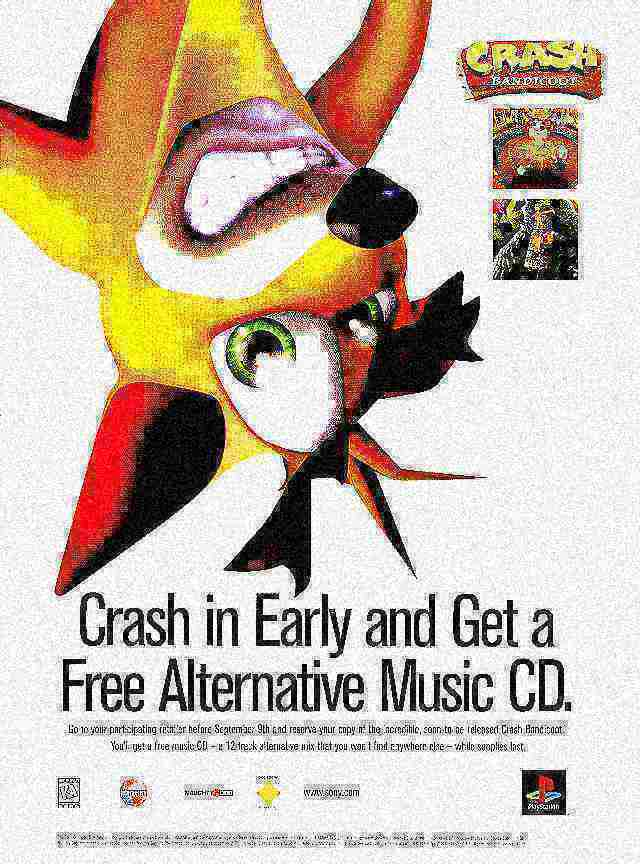 CRASH
BANDICOOT
Crash in Early and Get a
Free Alternative Music CD.
Go to your participating retailer before September 9th and reserve your copy of the incredible, soon-to-be released Crash Bandicoot.
You'll get a free music CD – a 12-track alternative mix that you won't find anywhere else – while supplies last.
NAUGHTY DOG
www.sony.com
PlayStation